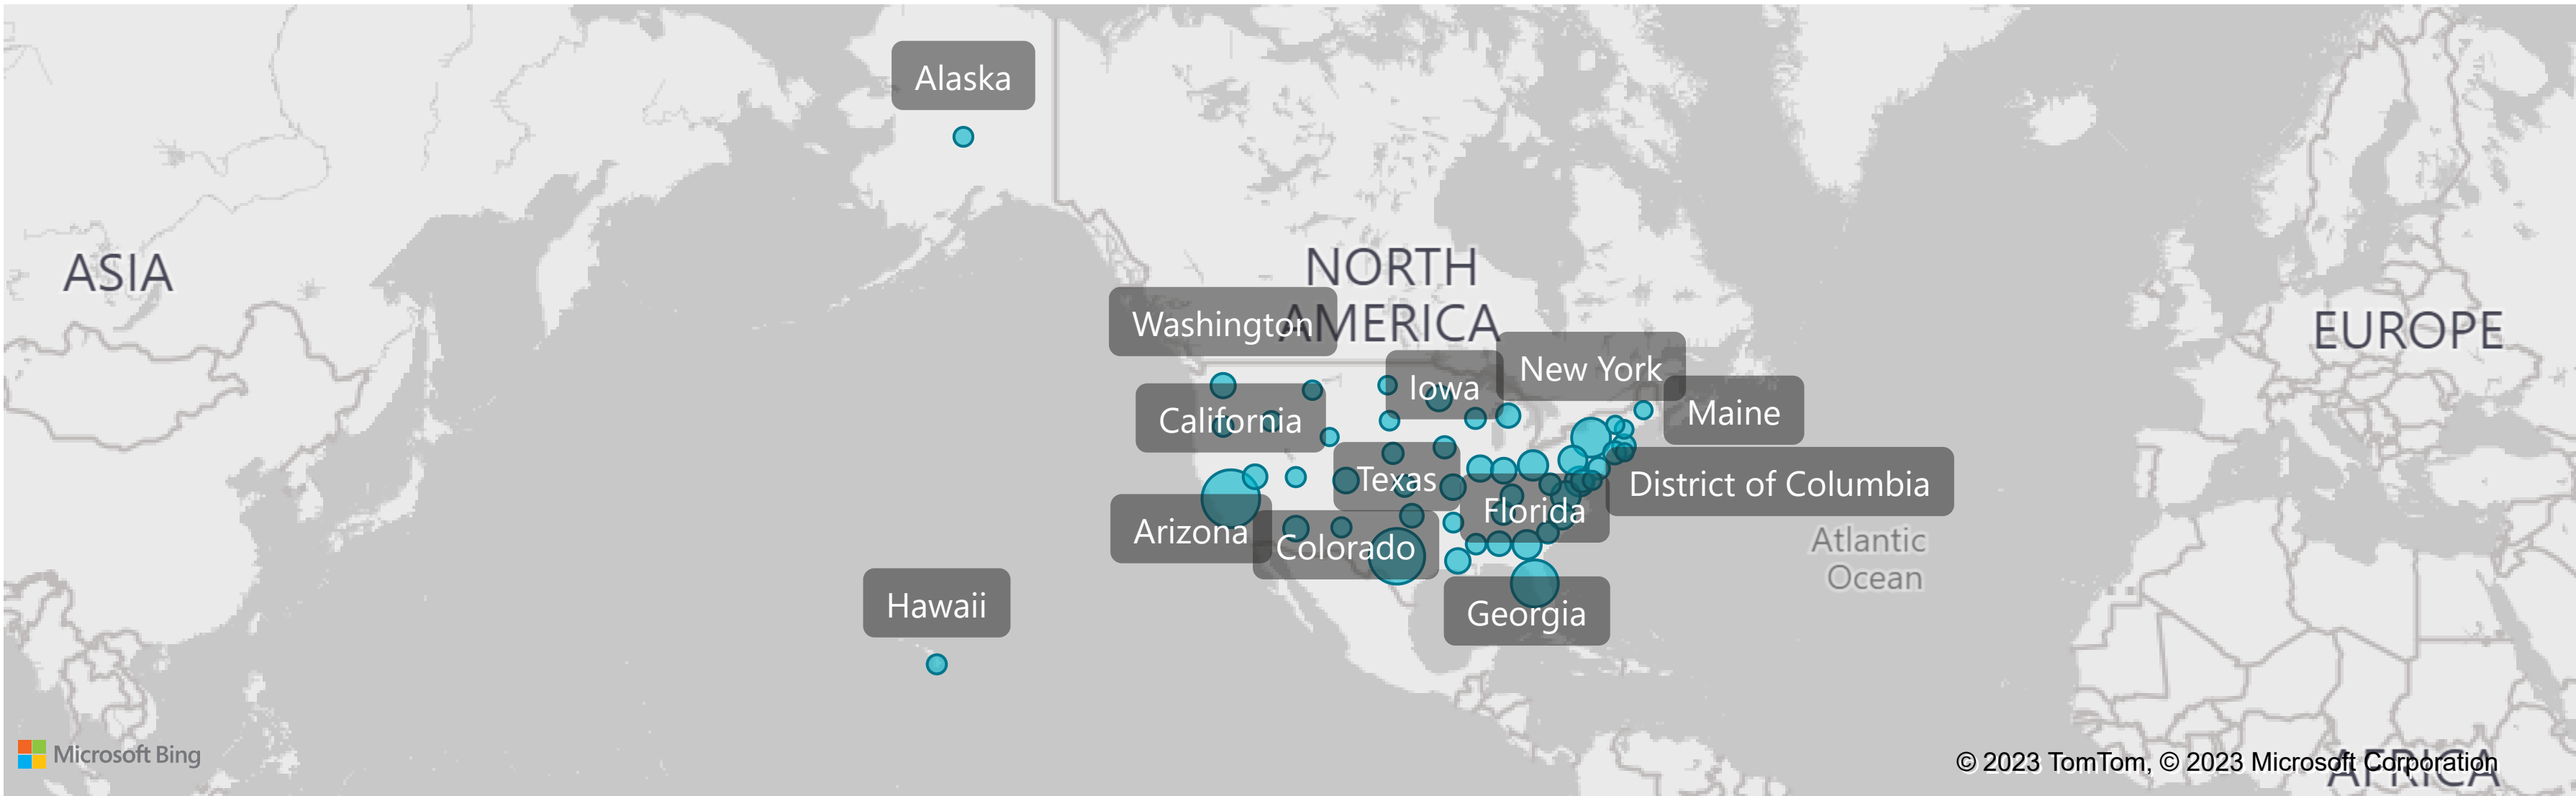 Alaska
ASIA
NORTH
AMERICA
Washington
EUROPE
New York
Iowa
Maine
California
Texas
District of Columbia
Florida
Arizona
Colorado
Atlantic
Ocean
Hawaii
Georgia
Microsoft Bing
© 2023 TomTom, © 2023 Microsoft Corporation
AFRICA